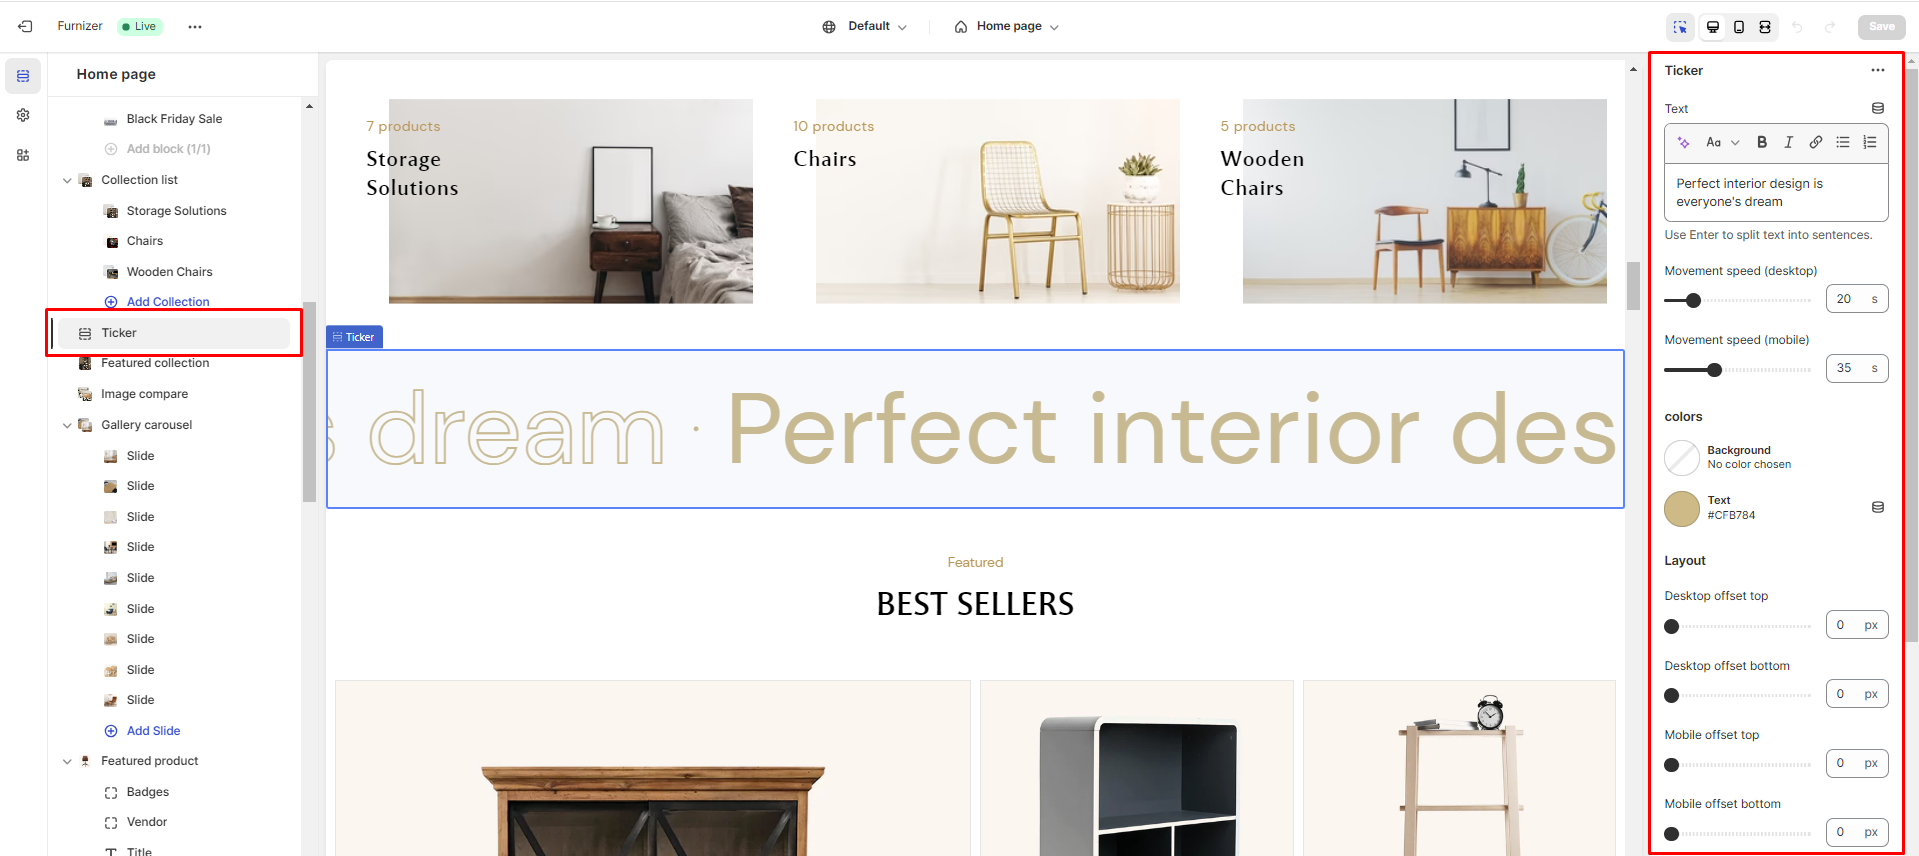 Furnizer
Live
Default
Home page
Save
Home page
Black Friday Sale
Add block (1/1)
Collection list
Storage Solutions
Chairs
Wooden Chairs
Add Collection
Ticker
Featured collection
Image compare
Gallery carousel
Slide
Slide
Slide
Slide
Slide
Slide
Slide
Slide
Slide
Add Slide
Featured product
Badges
Vendor
Title
7 products
Storage
Solutions
10 products
Chairs
5 products
Wooden
Chairs
Ticker
s dream · Perfect interior des
Featured
BEST SELLERS
Ticker
Text
Aa
B I
Perfect interior design is
everyone's dream
Use Enter to split text into sentences.
Movement speed (desktop)
20 s
Movement speed (mobile)
35 s
colors
Background
No color chosen
Text
#CFB784
Layout
Desktop offset top
0 px
Desktop offset bottom
0 px
Mobile offset top
0 px
Mobile offset bottom
0 px